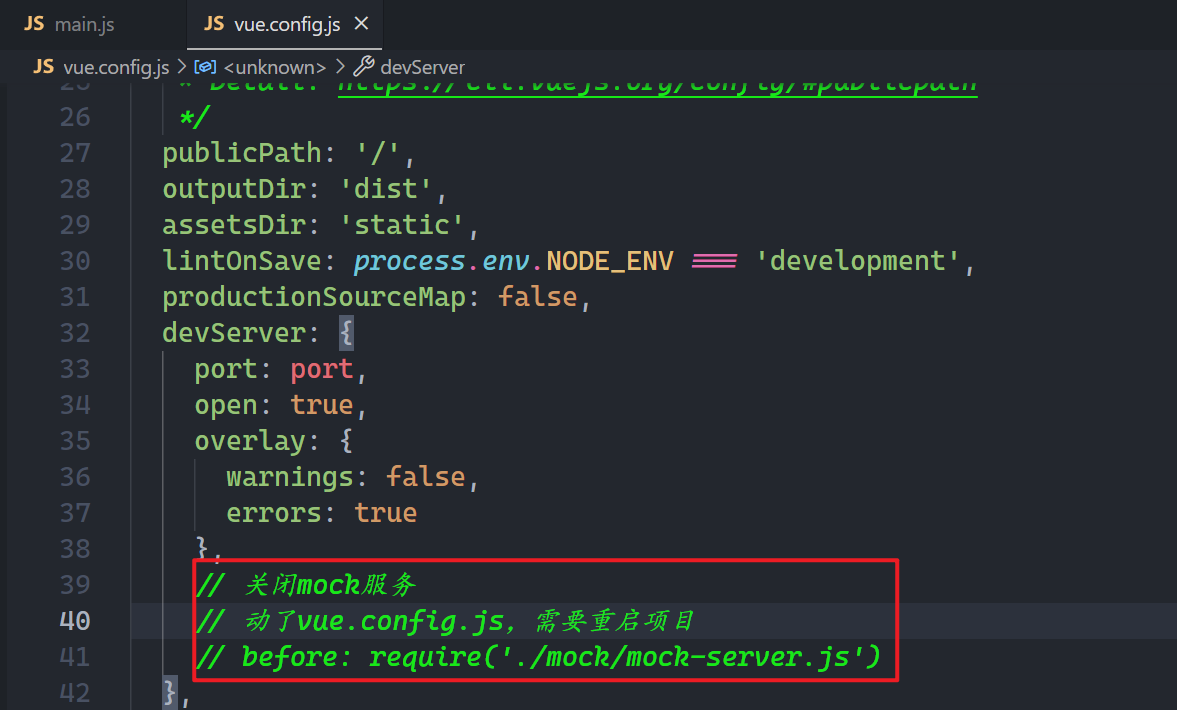 JS main.js JS vue.config.js ×
JS vue.config.js > <unknown> > devServer
26 */
27 publicPath: '/',
28 outputDir: 'dist',
29 assetsDir: 'static',
30 lintOnSave: process.env.NODE_ENV === 'development',
31 productionSourceMap: false,
32 devServer: {
33 port: port,
34 open: true,
35 overlay: {
36 warnings: false,
37 errors: true
38 },
39 // 关闭mock服务
40 // 动了vue.config.js，需要重启项目
41 // before: require('./mock/mock-server.js')
42 },